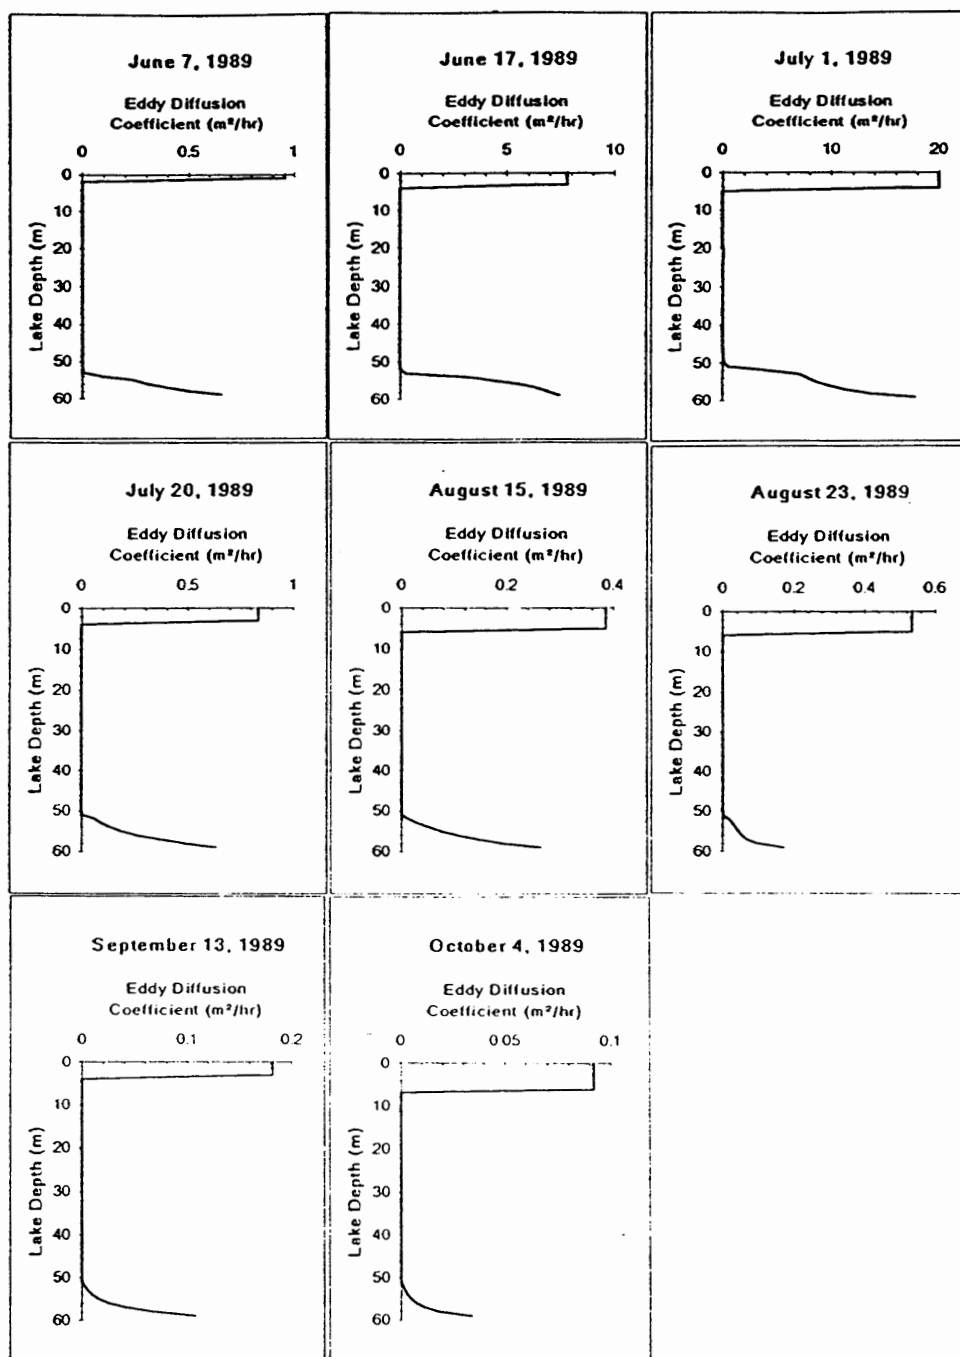 June 7, 1989
Eddy Diffusion
Coefficient (m²/hr)
0 0.5 1
0
10
20
30
40
50
60
Lake Depth (m)
June 17, 1989
Eddy Diffusion
Coefficient (m²/hr)
0 5 10
0
10
20
30
40
50
60
Lake Depth (m)
July 1, 1989
Eddy Diffusion
Coefficient (m²/hr)
0 10 20
0
10
20
30
40
50
60
Lake Depth (m)
July 20, 1989
Eddy Diffusion
Coefficient (m²/hr)
0 0.5 1
0
10
20
30
40
50
60
Lake Depth (m)
August 15, 1989
Eddy Diffusion
Coefficient (m²/hr)
0 0.2 0.4
0
10
20
30
40
50
60
Lake Depth (m)
August 23, 1989
Eddy Diffusion
Coefficient (m²/hr)
0 0.2 0.4 0.6
0
10
20
30
40
50
60
Lake Depth (m)
September 13, 1989
Eddy Diffusion
Coefficient (m²/hr)
0 0.1 0.2
0
10
20
30
40
50
60
Lake Depth (m)
October 4, 1989
Eddy Diffusion
Coefficient (m²/hr)
0 0.05 0.1
0
10
20
30
40
50
60
Lake Depth (m)